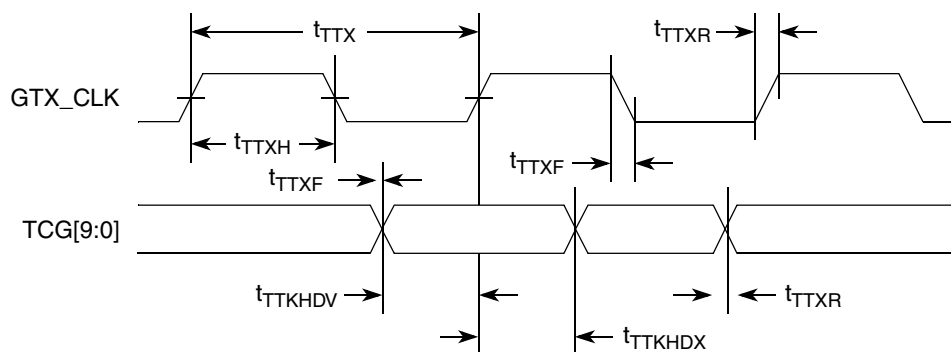 tTTX
tTTXR
GTX_CLK
tTTXH
tTTXF
tTTXF
TCG[9:0]
tTTKHDV
tTTXR
tTTKHDX